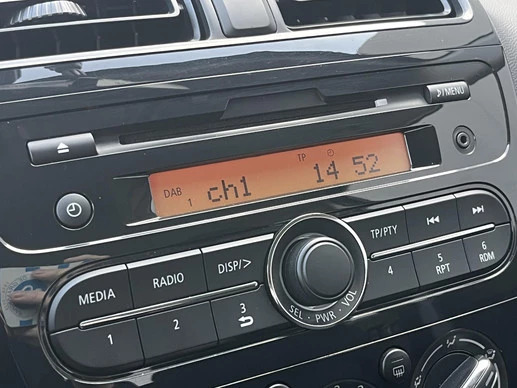 ♪/MENU
DAB 1 ch1 TP 14 52
MEDIA RADIO DISP/> TP/PTY
1 2 3 4 5 RPT 6 RDM
SEL · PWR · VOL